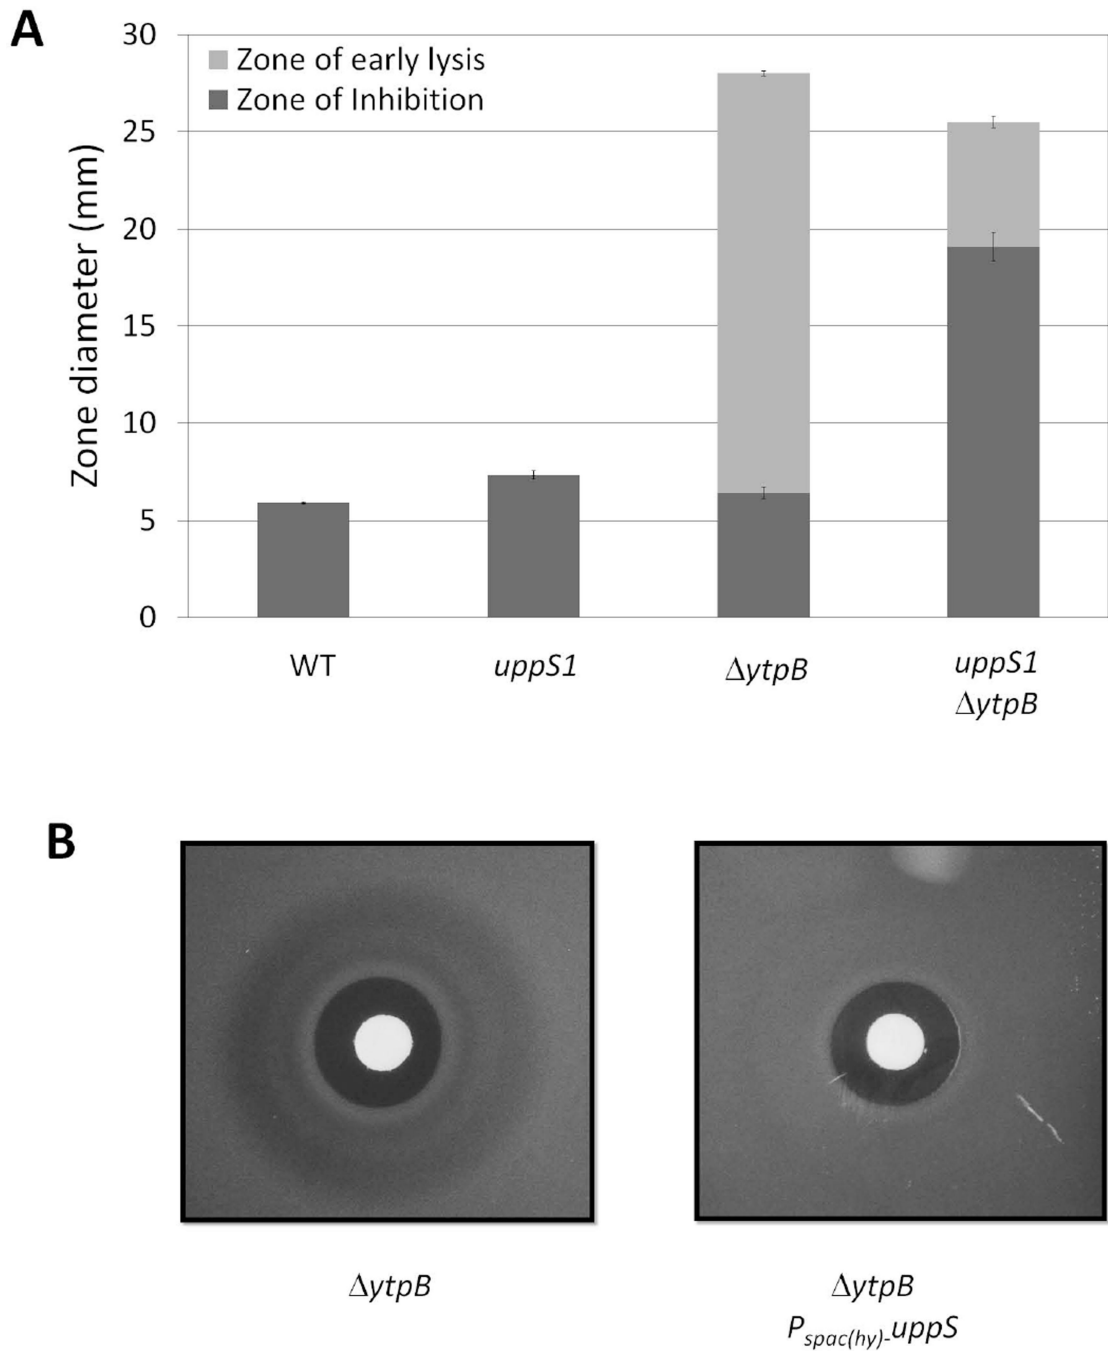 A
30
25
20
15
10
5
0
Zone diameter (mm)
Zone of early lysis
Zone of Inhibition
WT
uppS1
ΔytpB
uppS1
ΔytpB
B
ΔytpB
ΔytpB
Pspac(hy)-uppS